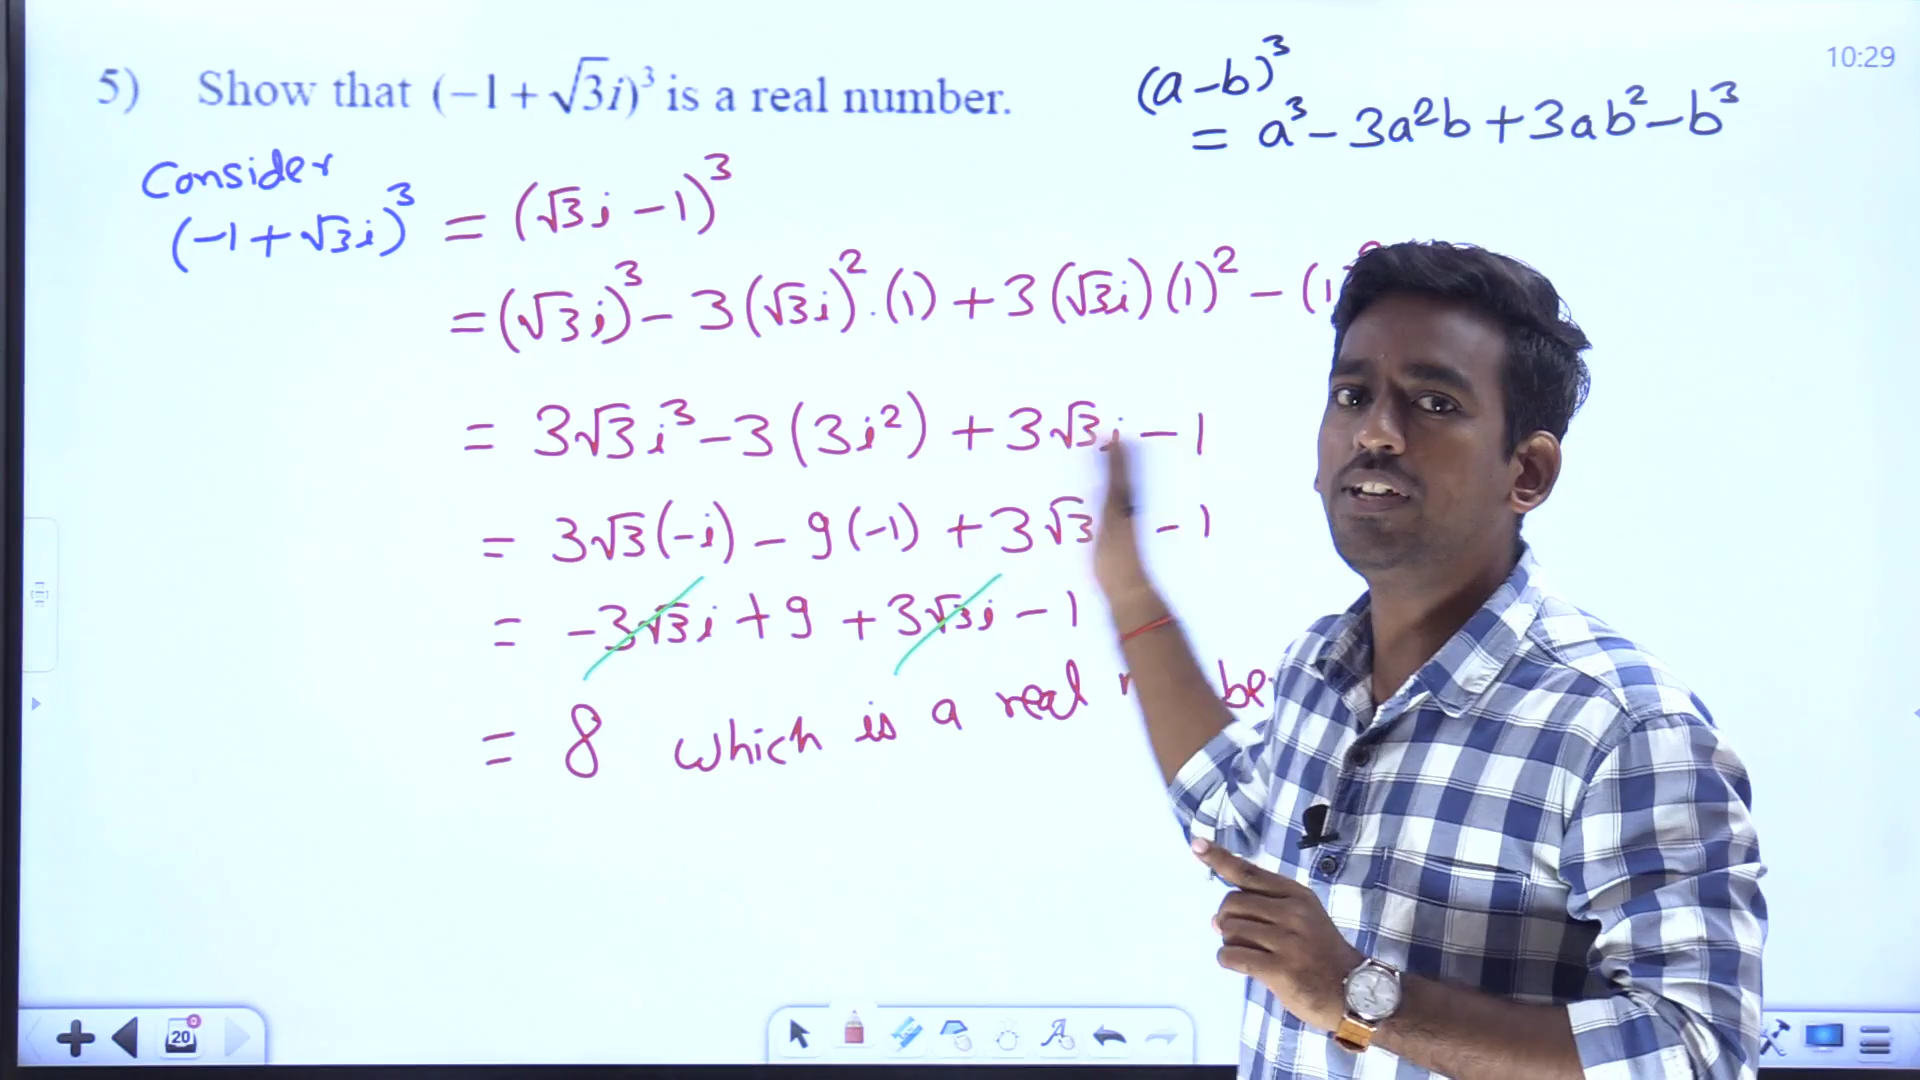 10:29
5) Show that (−1 + √3i)³ is a real number.
(a-b)³
= a³ - 3a²b + 3ab² - b³
Consider
(-1 + √3i)³ = (√3i - 1)³
= (√3i)³ - 3(√3i)² · (1) + 3(√3i)(1)² - (1
= 3√3i³ - 3(3i²) + 3√3i - 1
= 3√3(-i) - 9(-1) + 3√3 - 1
= -3√3i + 9 + 3√3i - 1
= 8 which is a real
20